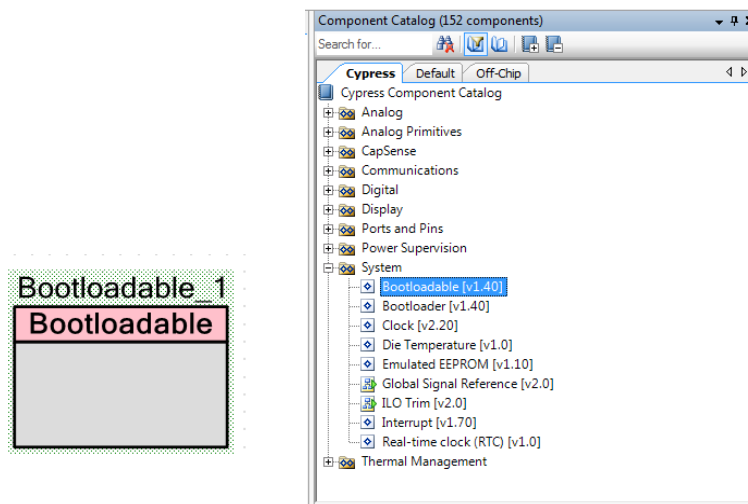 Component Catalog (152 components)
Search for...
Cypress Default Off-Chip
Cypress Component Catalog
Analog
Analog Primitives
CapSense
Communications
Digital
Display
Ports and Pins
Power Supervision
System
Bootloadable [v1.40]
Bootloader [v1.40]
Clock [v2.20]
Die Temperature [v1.0]
Emulated EEPROM [v1.10]
Global Signal Reference [v2.0]
ILO Trim [v2.0]
Interrupt [v1.70]
Real-time clock (RTC) [v1.0]
Thermal Management
Bootloadable_1
Bootloadable